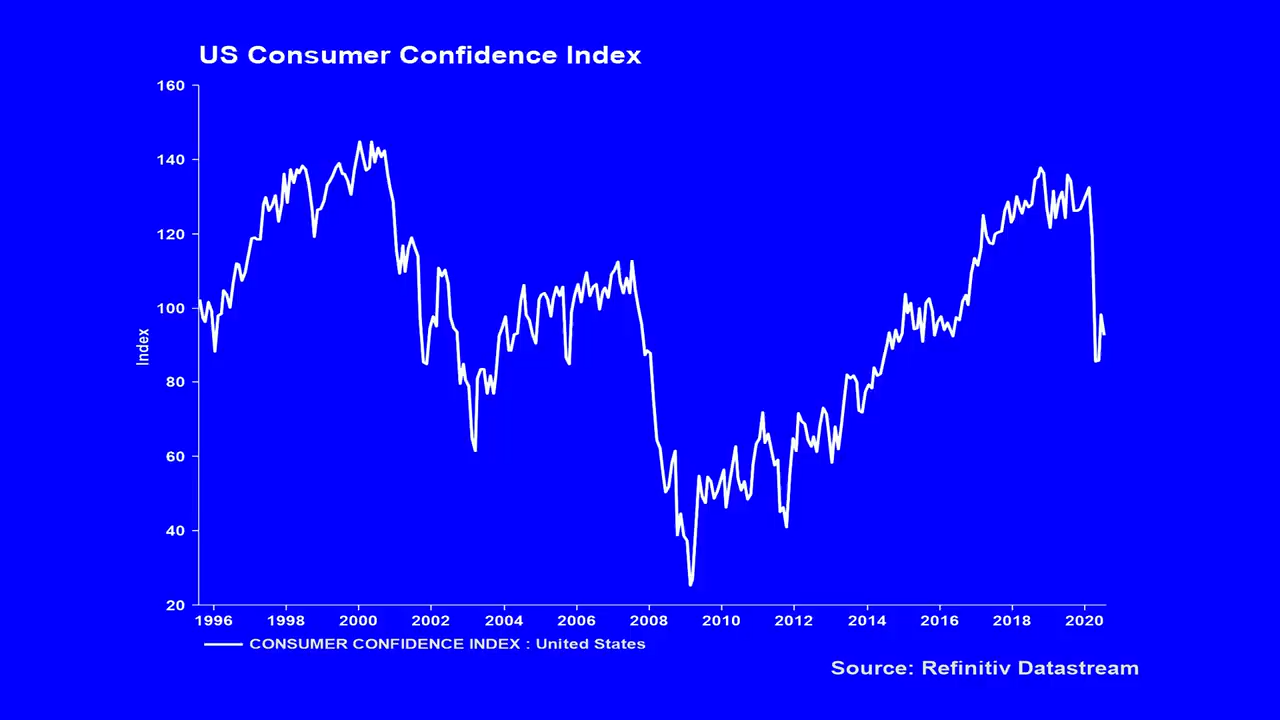 US Consumer Confidence Index
160
140
120
100
80
60
40
20
Index
1996 1998 2000 2002 2004 2006 2008 2010 2012 2014 2016 2018 2020
CONSUMER CONFIDENCE INDEX : United States
Source: Refinitiv Datastream